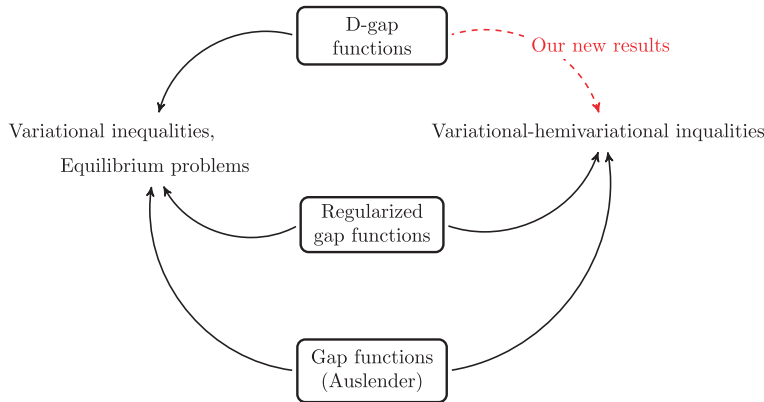 D-gap
functions
Our new results
Variational inequalities,
Equilibrium problems
Variational-hemivariational inqualities
Regularized
gap functions
Gap functions
(Auslender)